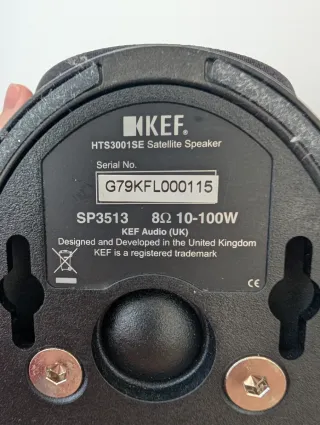 KEF®
HTS3001SE Satellite Speaker
Serial No.
G79KFL000115
SP3513 8Ω 10-100W
KEF Audio (UK)
Designed and Developed in the United Kingdom
KEF is a registered trademark
CE